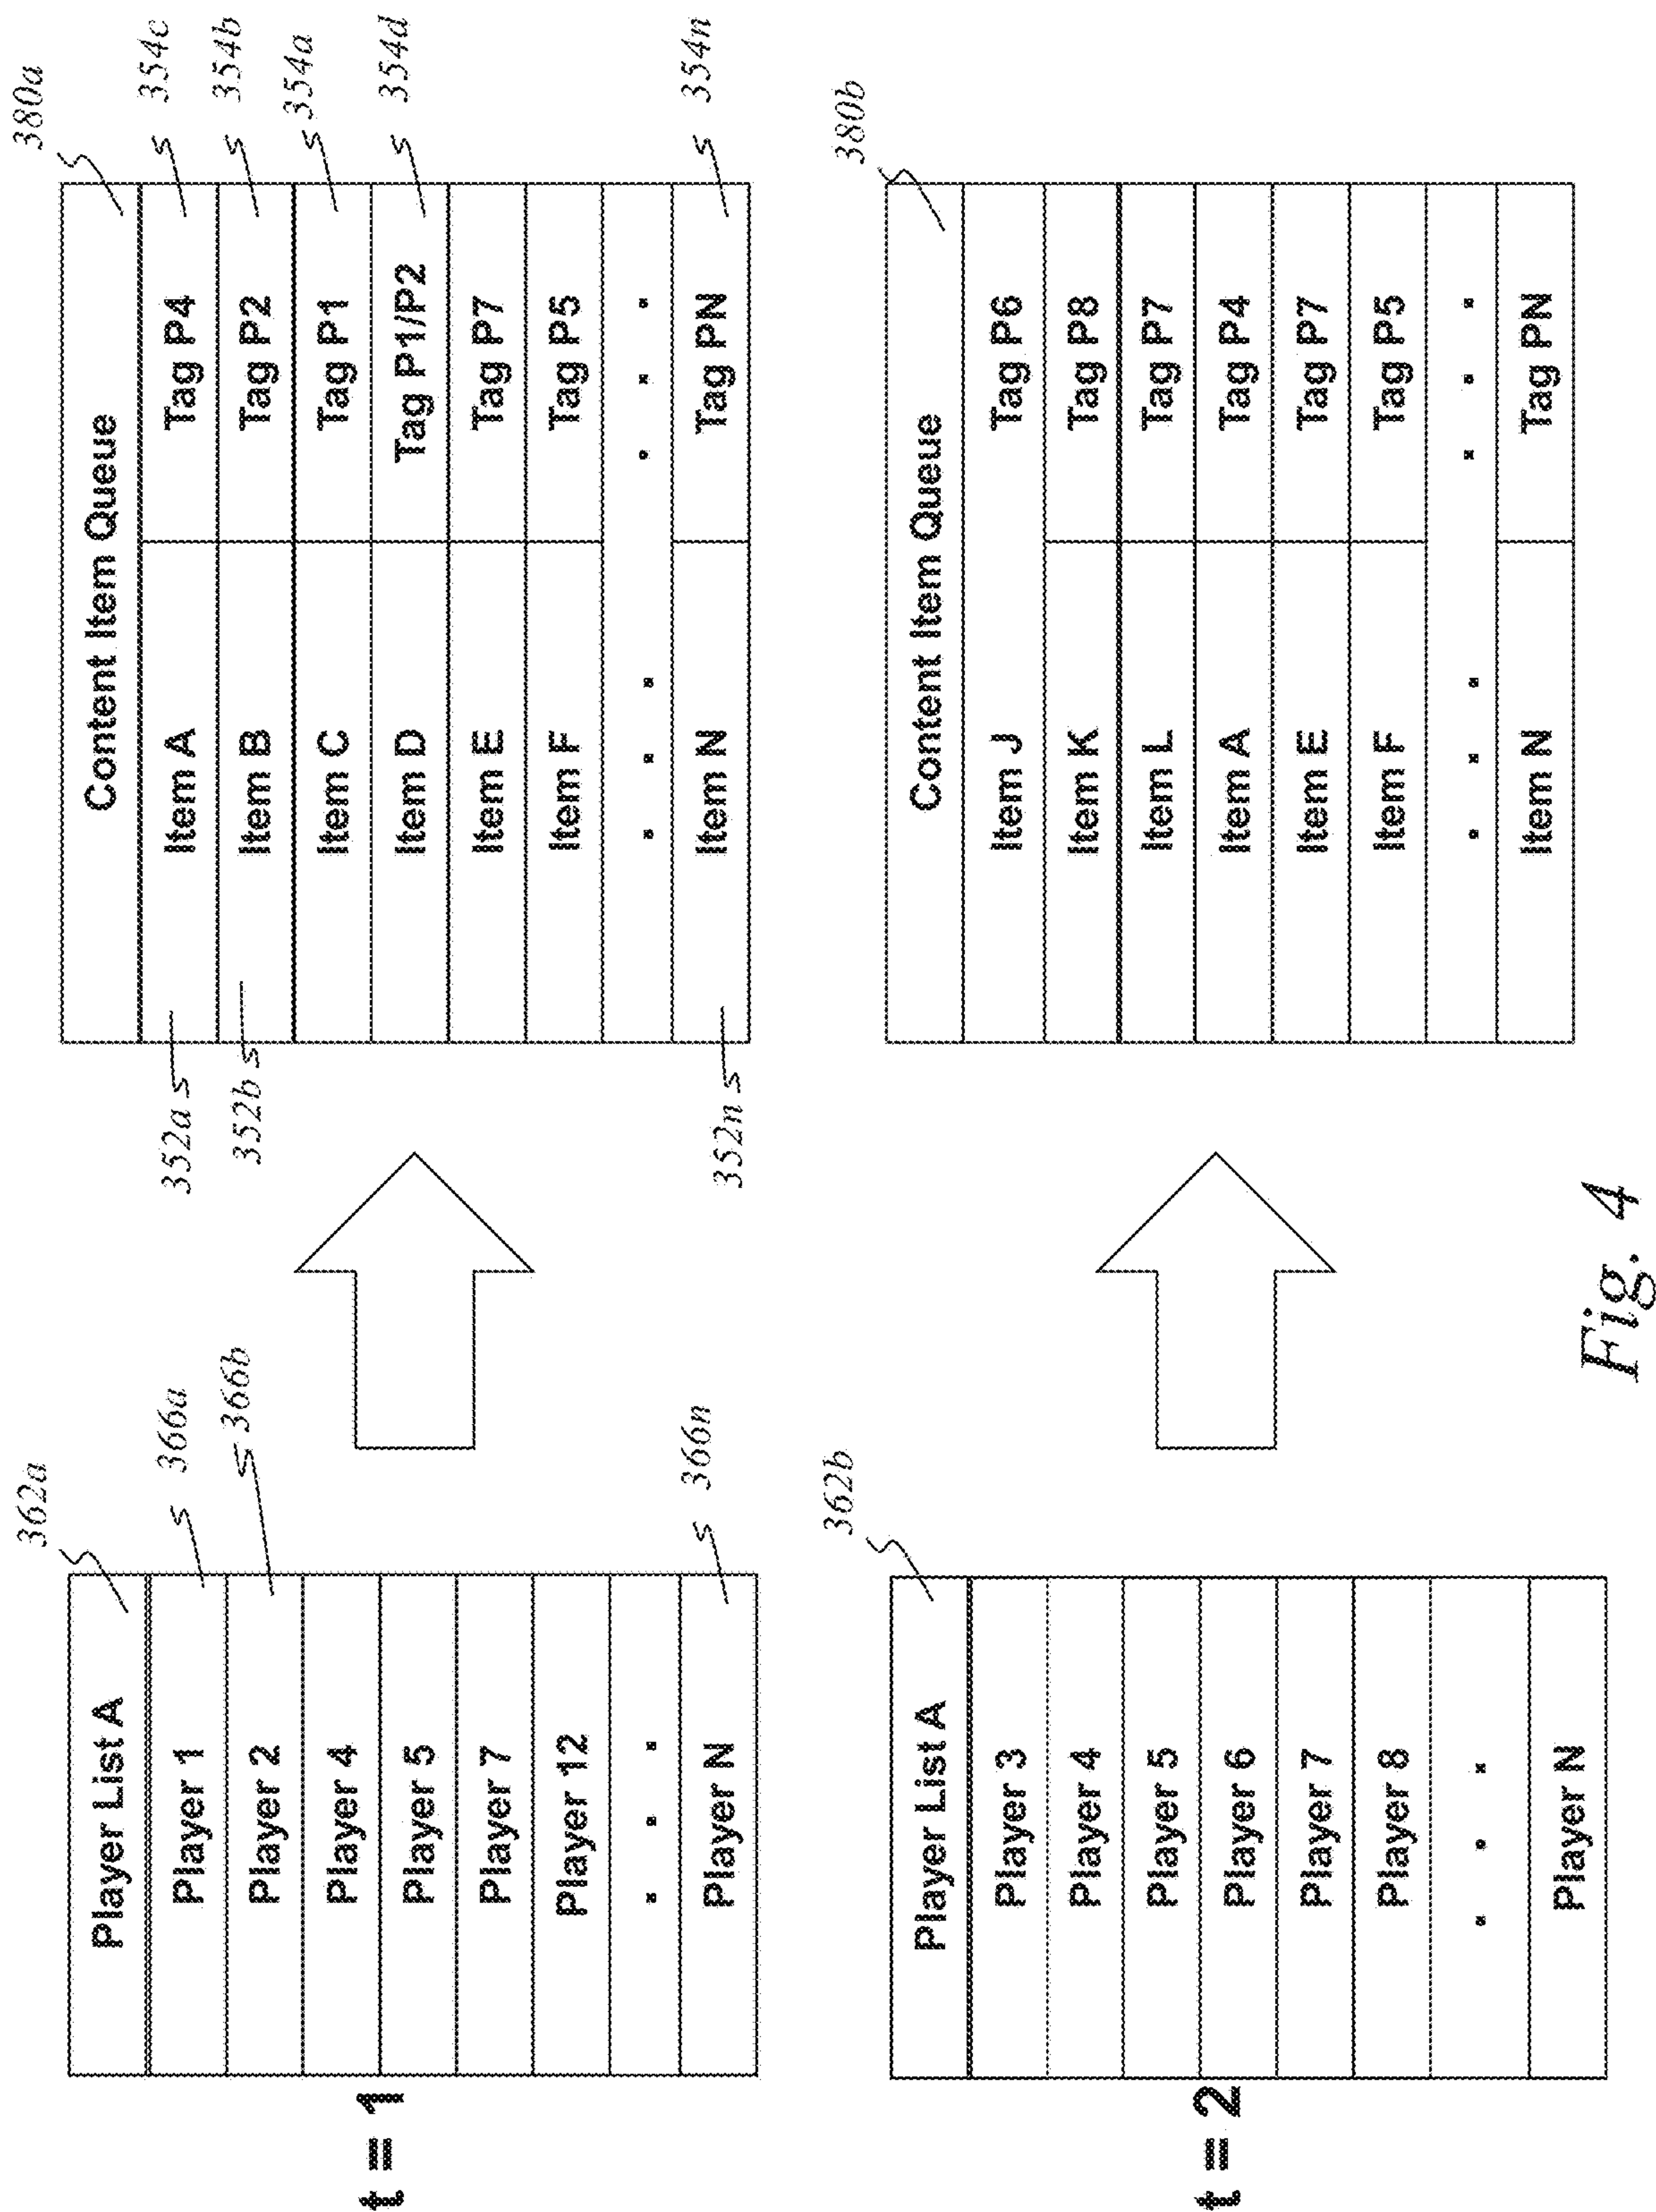 t = 1
362a
Player List A
366a
Player 1
366b
Player 2
Player 4
Player 5
Player 7
Player 12
. . .
366n
Player N
380a
Content Item Queue
352a
Item A Tag P4
354c
352b
Item B Tag P2
354b
Item C Tag P1
354a
Item D Tag P1/P2
354d
Item E Tag P7
Item F Tag P5
. . . . . .
352n
Item N Tag PN
354n
t = 2
362b
Player List A
Player 3
Player 4
Player 5
Player 6
Player 7
Player 8
. . .
Player N
380b
Content Item Queue
Item J Tag P6
Item K Tag P8
Item L Tag P7
Item A Tag P4
Item E Tag P7
Item F Tag P5
. . . . . .
Item N Tag PN
Fig. 4